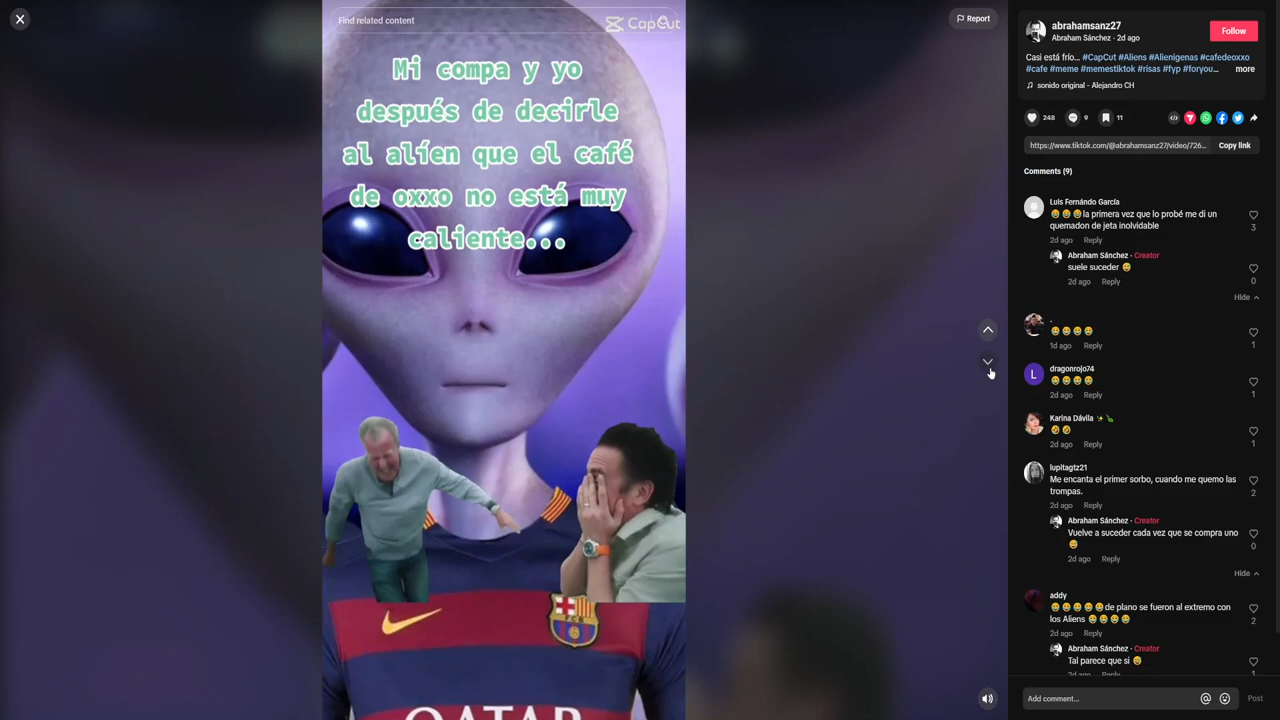 Find related content
CapCut
Report
Mi compa y yo
después de decirle
al alíen que el café
de oxxo no está muy
caliente...
QATAR
abrahamsanz27
Abraham Sánchez · 2d ago
Follow
Casi está frío... #CapCut #Aliens #Alienigenas #cafedeoxxo
#cafe #meme #memestiktok #risas #fyp #foryou...
more
sonido original - Alejandro CH
248
9
11
https://www.tiktok.com/@abrahamsanz27/video/726...
Copy link
Comments (9)
Luis Fernándo García
😂😂😂la primera vez que lo probé me di un
quemadon de jeta inolvidable
2d ago
Reply
3
Abraham Sánchez · Creator
suele suceder 😅
2d ago
Reply
0
Hide
.
😂😂😂😂
1d ago
Reply
1
L
dragonrojo74
😂😂😂😂
2d ago
Reply
1
Karina Dávila ✨🍃
🤣🤣
2d ago
Reply
1
lupitagtz21
Me encanta el primer sorbo, cuando me quemo las
trompas.
2d ago
Reply
2
Abraham Sánchez · Creator
Vuelve a suceder cada vez que se compra uno
😅
2d ago
Reply
0
Hide
addy
😂😂😂😂😂de plano se fueron al extremo con
los Aliens 😂😂😂😂
2d ago
Reply
2
Abraham Sánchez · Creator
Tal parece que si 😅
2d ago
Reply
1
Add comment...
Post